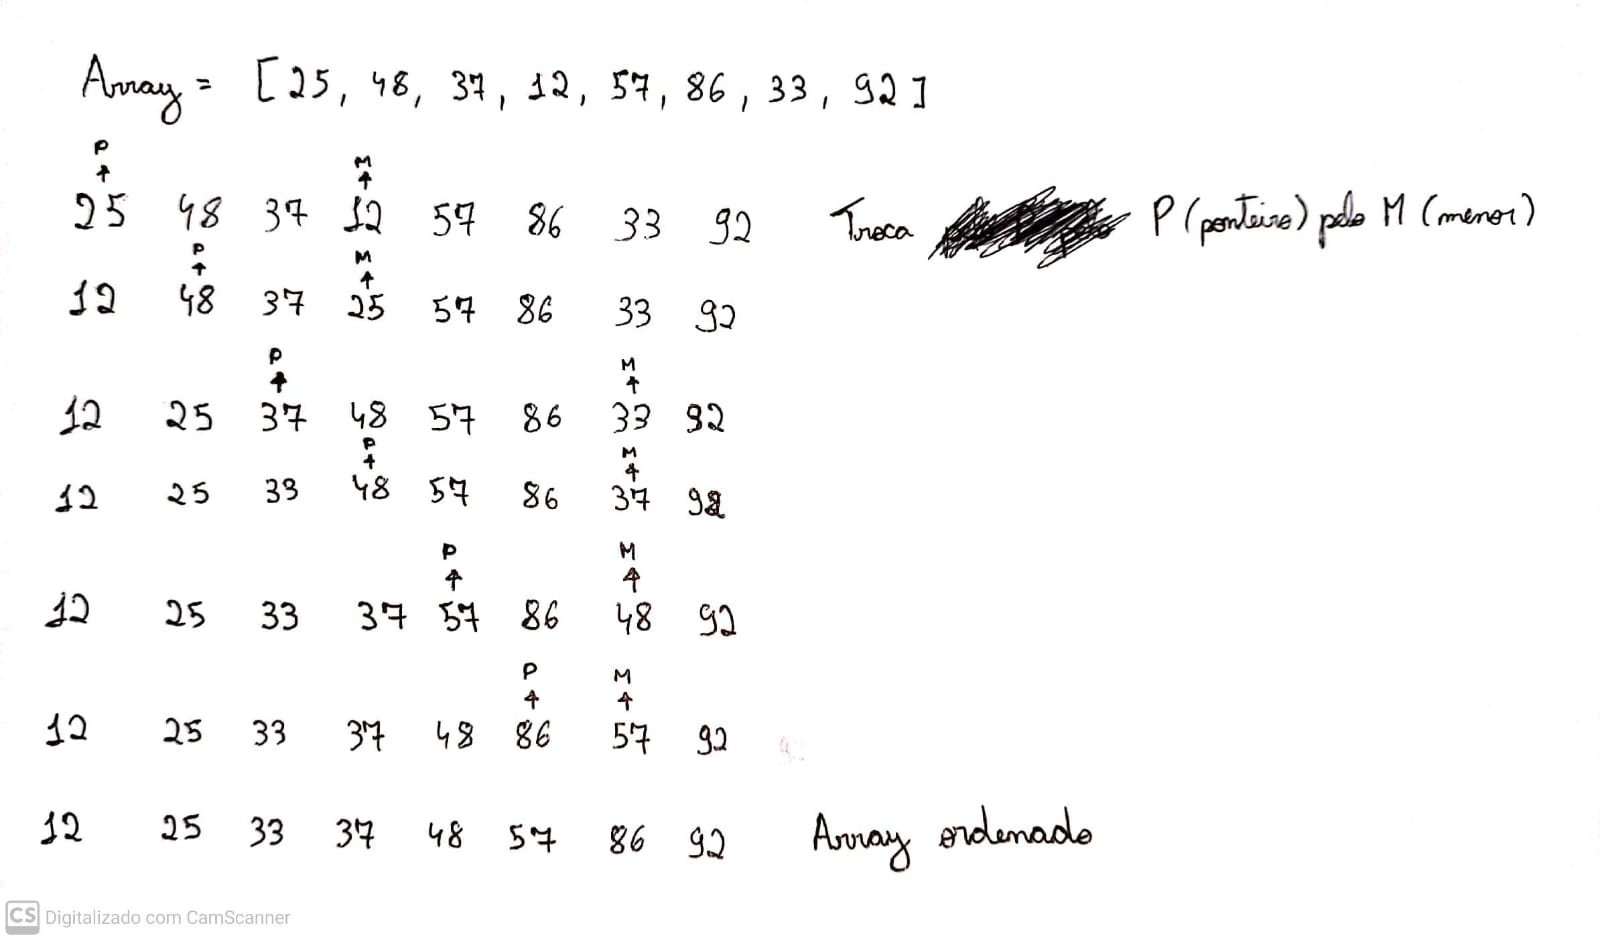 Array = [25, 48, 37, 12, 57, 86, 33, 92]
P M
25 48 37 12 57 86 33 92 Troca P (ponteiro) pelo M (menor)
P M
12 48 37 25 57 86 33 92
P M
12 25 37 48 57 86 33 92
P M
12 25 33 48 57 86 37 92
P M
12 25 33 37 57 86 48 92
P M
12 25 33 37 48 86 57 92
12 25 33 37 48 57 86 92 Array ordenado
CS Digitalizado com CamScanner